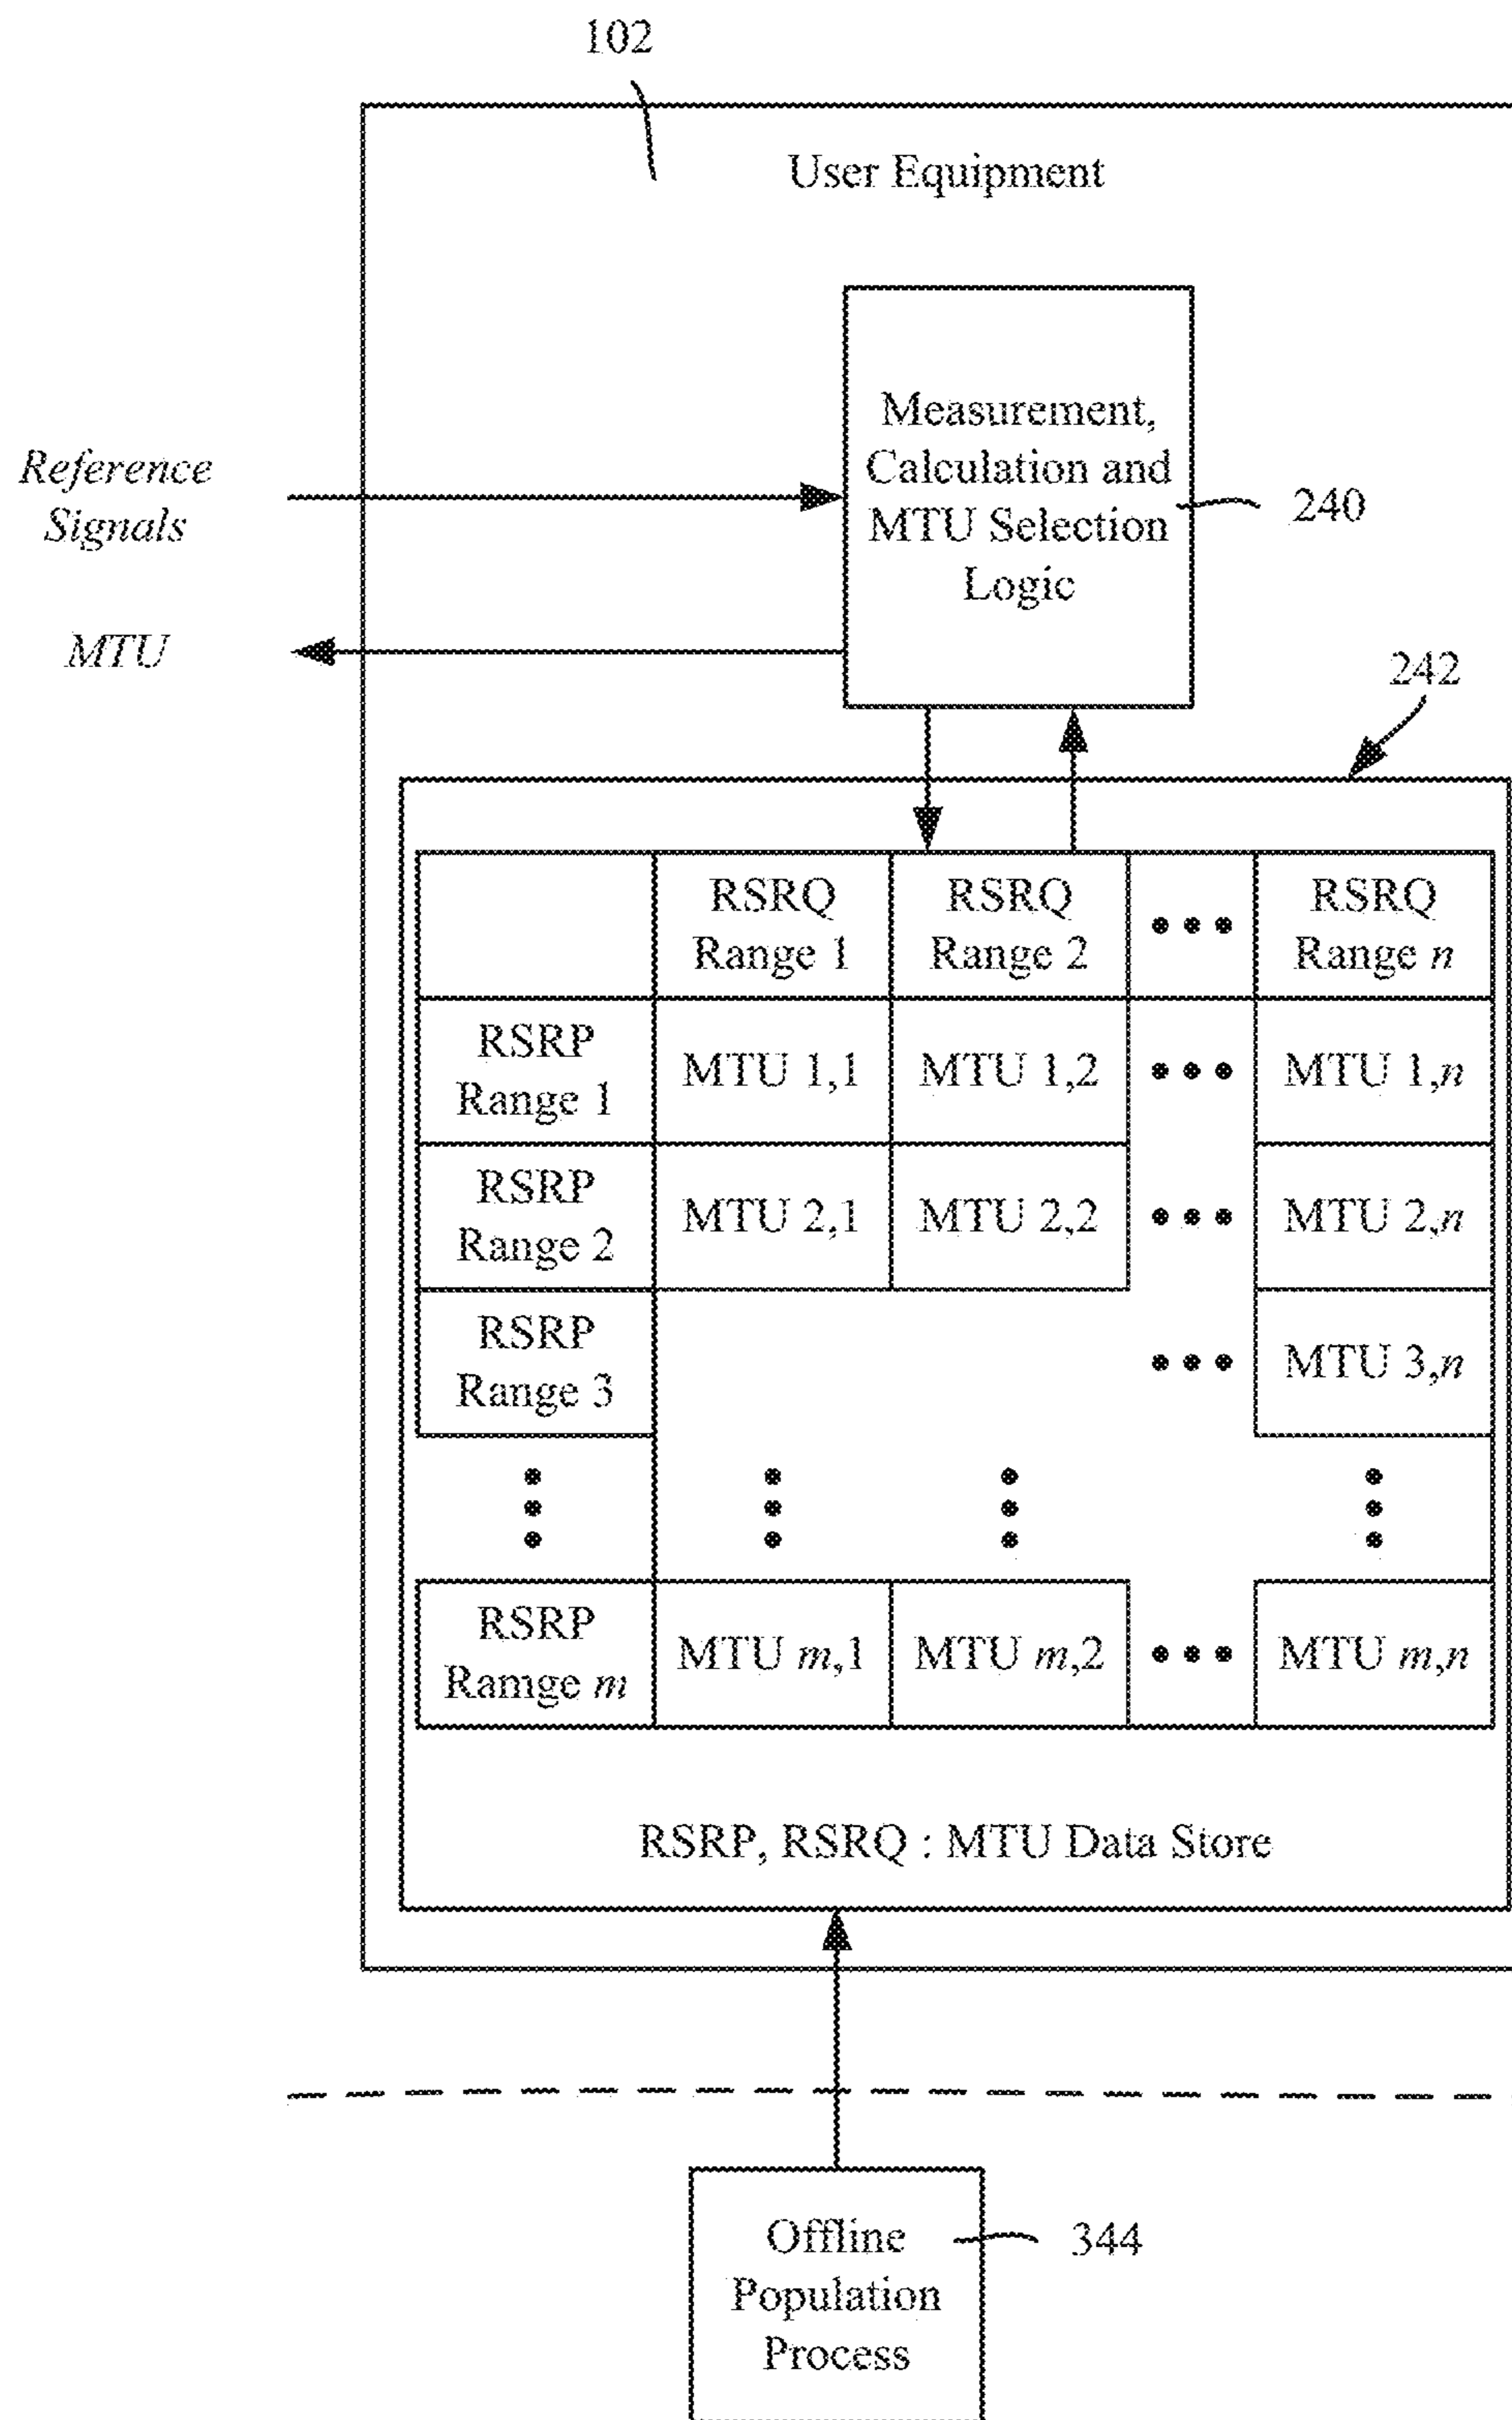 102
User Equipment
Measurement,
Calculation and
MTU Selection
Logic
240
Reference
Signals
MTU
242
RSRQ
Range 1
RSRQ
Range 2
RSRQ
Range n
RSRP
Range 1
MTU 1,1
MTU 1,2
MTU 1,n
RSRP
Range 2
MTU 2,1
MTU 2,2
MTU 2,n
RSRP
Range 3
MTU 3,n
RSRP
Ramge m
MTU m,1
MTU m,2
MTU m,n
RSRP, RSRQ : MTU Data Store
Offline
Population
Process
344